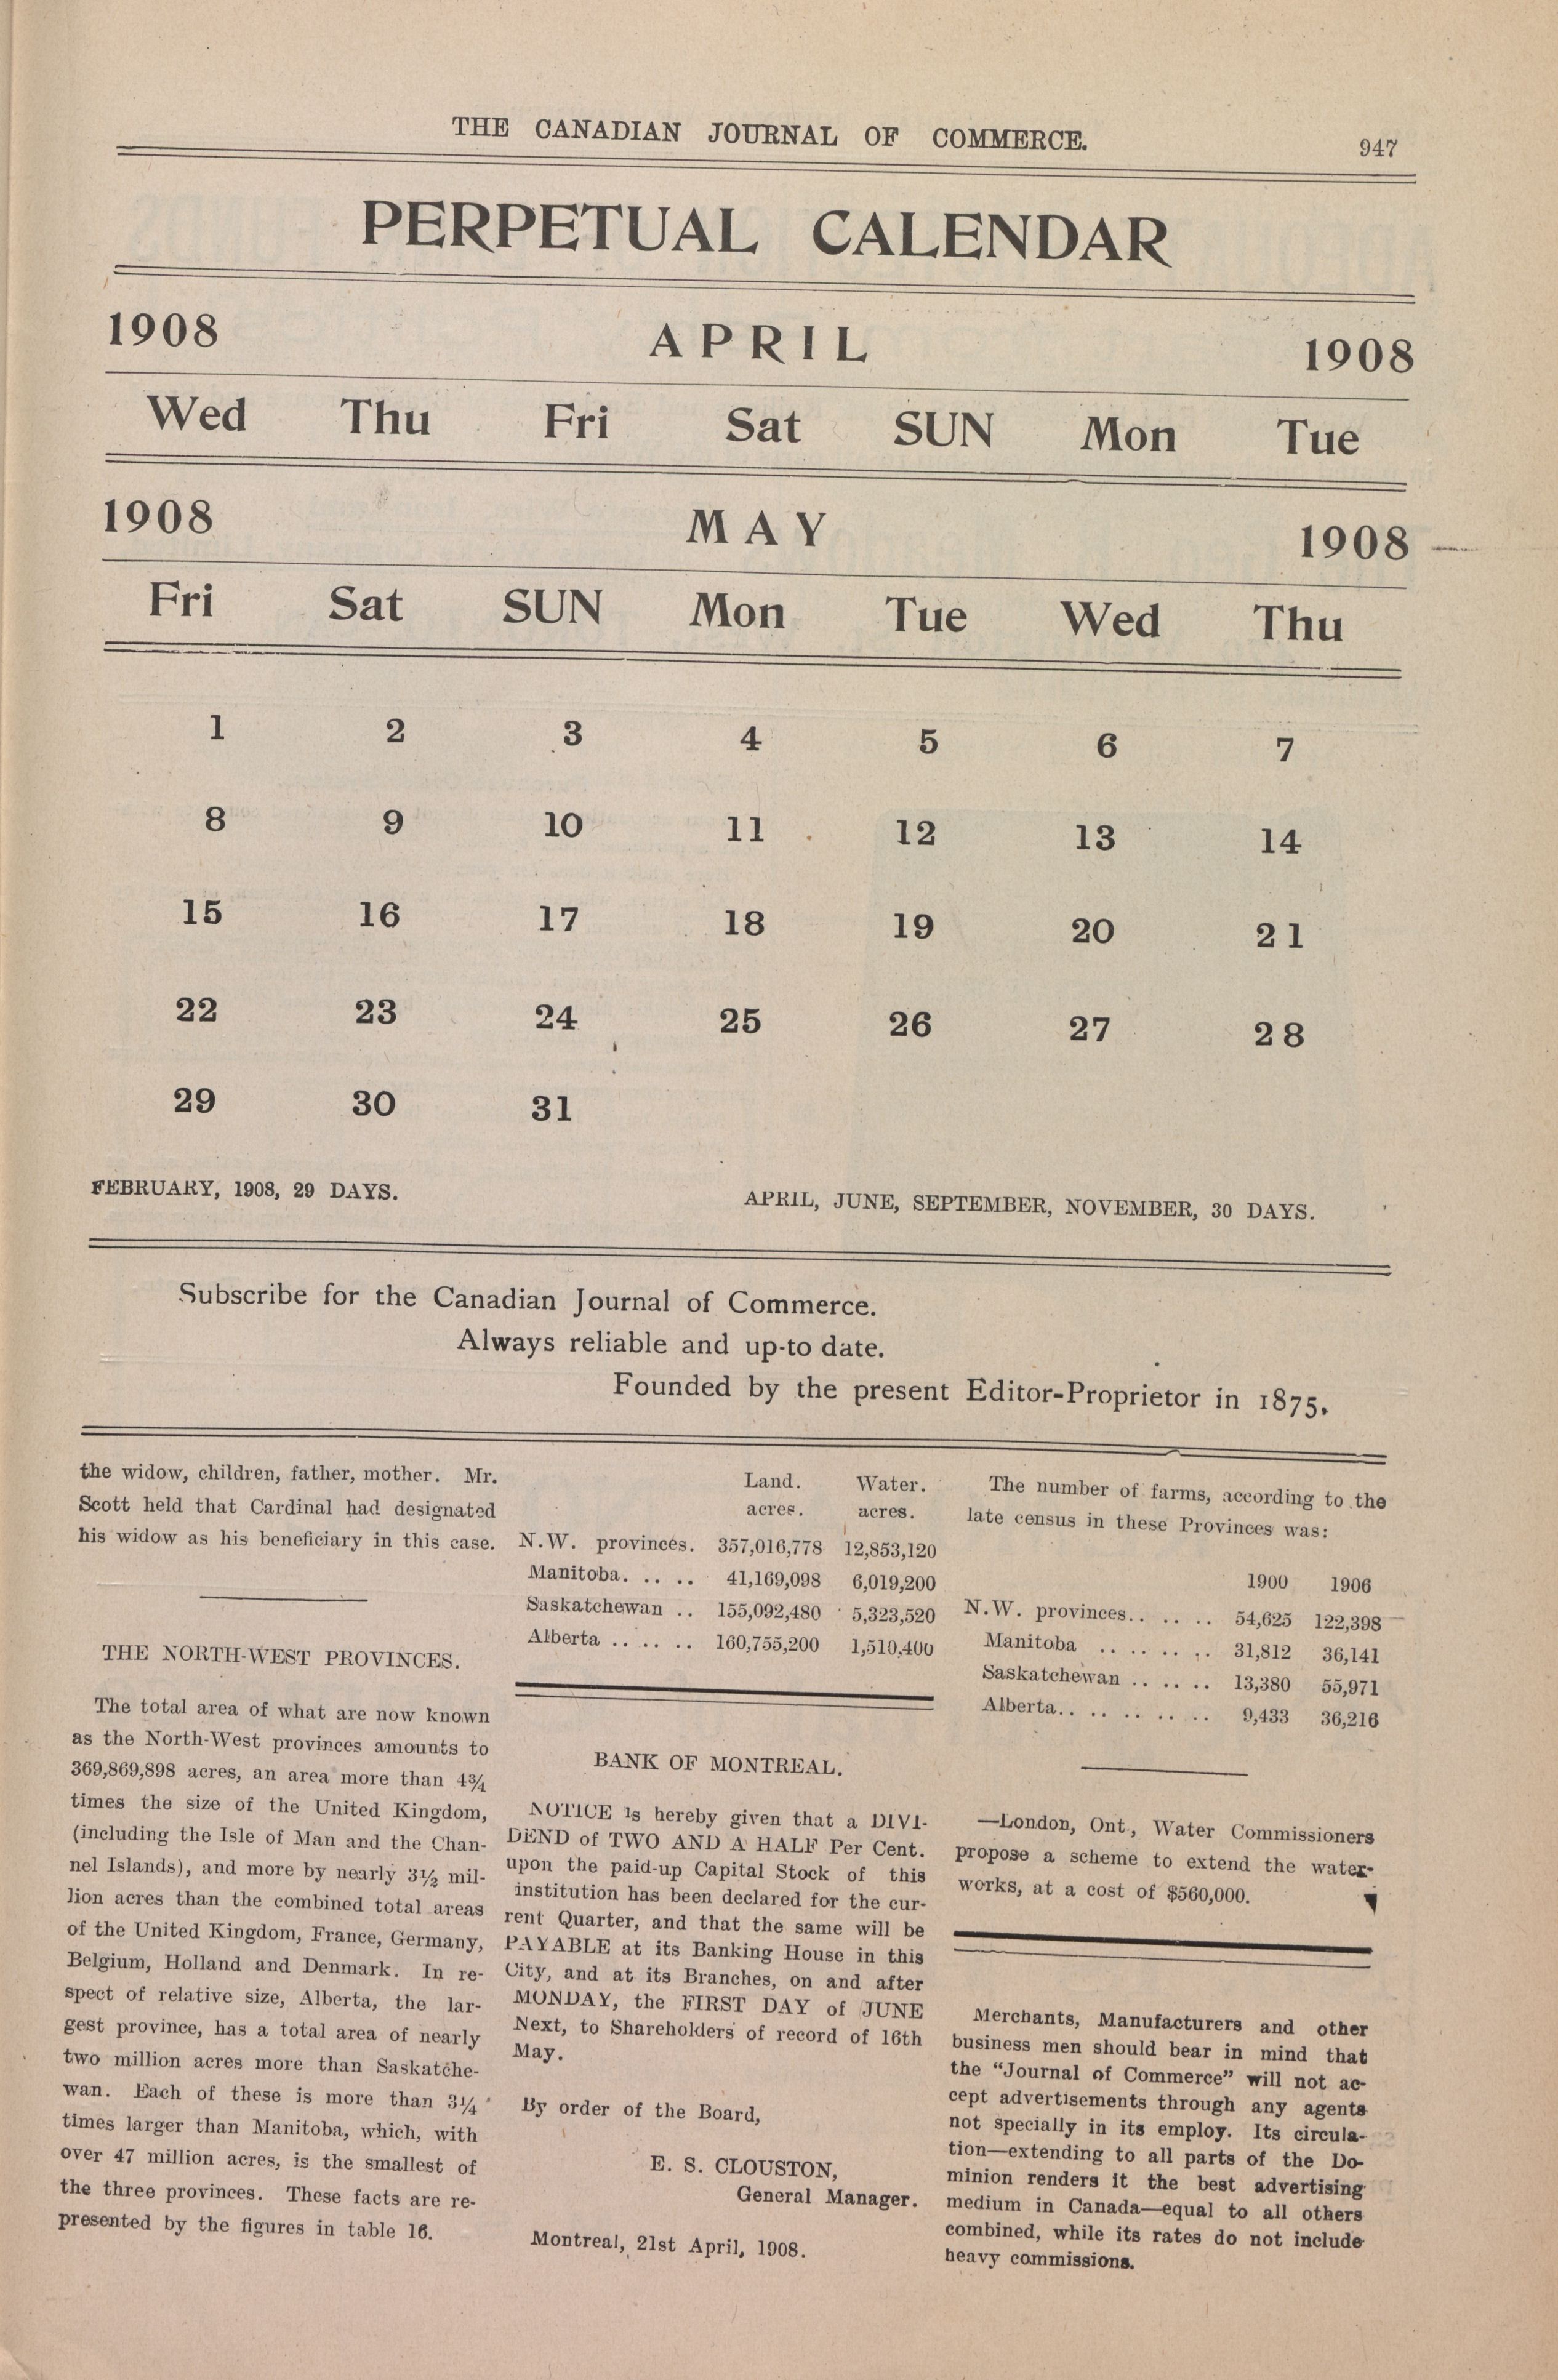 THE CANADIAN JOURNAL OF COMMERCE.
947
PERPETUAL CALENDAR
1908 APRIL 1908
Wed Thu Fri Sat SUN Mon Tue
1908 MAY 1908
Fri Sat SUN Mon Tue Wed Thu
1 2 3 4 5 6 7
8 9 10 11 12 13 14
15 16 17 18 19 20 21
22 23 24 25 26 27 28
29 30 31
FEBRUARY, 1908, 29 DAYS.
APRIL, JUNE, SEPTEMBER, NOVEMBER, 30 DAYS.
Subscribe for the Canadian Journal of Commerce.
Always reliable and up-to date.
Founded by the present Editor-Proprietor in 1875.
the widow, children, father, mother. Mr.
Scott held that Cardinal had designated
his widow as his beneficiary in this case.
THE NORTH-WEST PROVINCES.
The total area of what are now known
as the North-West provinces amounts to
369,869,898 acres, an area more than 4¾
times the size of the United Kingdom,
(including the Isle of Man and the Chan-
nel Islands), and more by nearly 3½ mil-
lion acres than the combined total areas
of the United Kingdom, France, Germany,
Belgium, Holland and Denmark. In re-
spect of relative size, Alberta, the lar-
gest province, has a total area of nearly
two million acres more than Saskatche-
wan. Each of these is more than 3¼
times larger than Manitoba, which, with
over 47 million acres, is the smallest of
the three provinces. These facts are re-
presented by the figures in table 16.
Land. Water.
acres. acres.
N.W. provinces. 357,016,778 12,853,120
Manitoba. .. .. 41,169,098 6,019,200
Saskatchewan .. 155,092,480 5,323,520
Alberta .. .. .. 160,755,200 1,510,400
BANK OF MONTREAL.
NOTICE is hereby given that a DIVI-
DEND of TWO AND A HALF Per Cent.
upon the paid-up Capital Stock of this
institution has been declared for the cur-
rent Quarter, and that the same will be
PAYABLE at its Banking House in this
City, and at its Branches, on and after
MONDAY, the FIRST DAY of JUNE
Next, to Shareholders of record of 16th
May.
By order of the Board,
E. S. CLOUSTON,
General Manager.
Montreal, 21st April, 1908.
The number of farms, according to the
late census in these Provinces was:
1900 1906
N.W. provinces.. .. .. 54,625 122,398
Manitoba .. .. .. .. 31,812 36,141
Saskatchewan .. .. .. 13,380 55,971
Alberta.. .. .. .. .. 9,433 36,216
—London, Ont., Water Commissioners
propose a scheme to extend the water-
works, at a cost of $560,000.
Merchants, Manufacturers and other
business men should bear in mind that
the "Journal of Commerce" will not ac-
cept advertisements through any agents
not specially in its employ. Its circula-
tion—extending to all parts of the Do-
minion renders it the best advertising
medium in Canada—equal to all others
combined, while its rates do not include
heavy commissions.